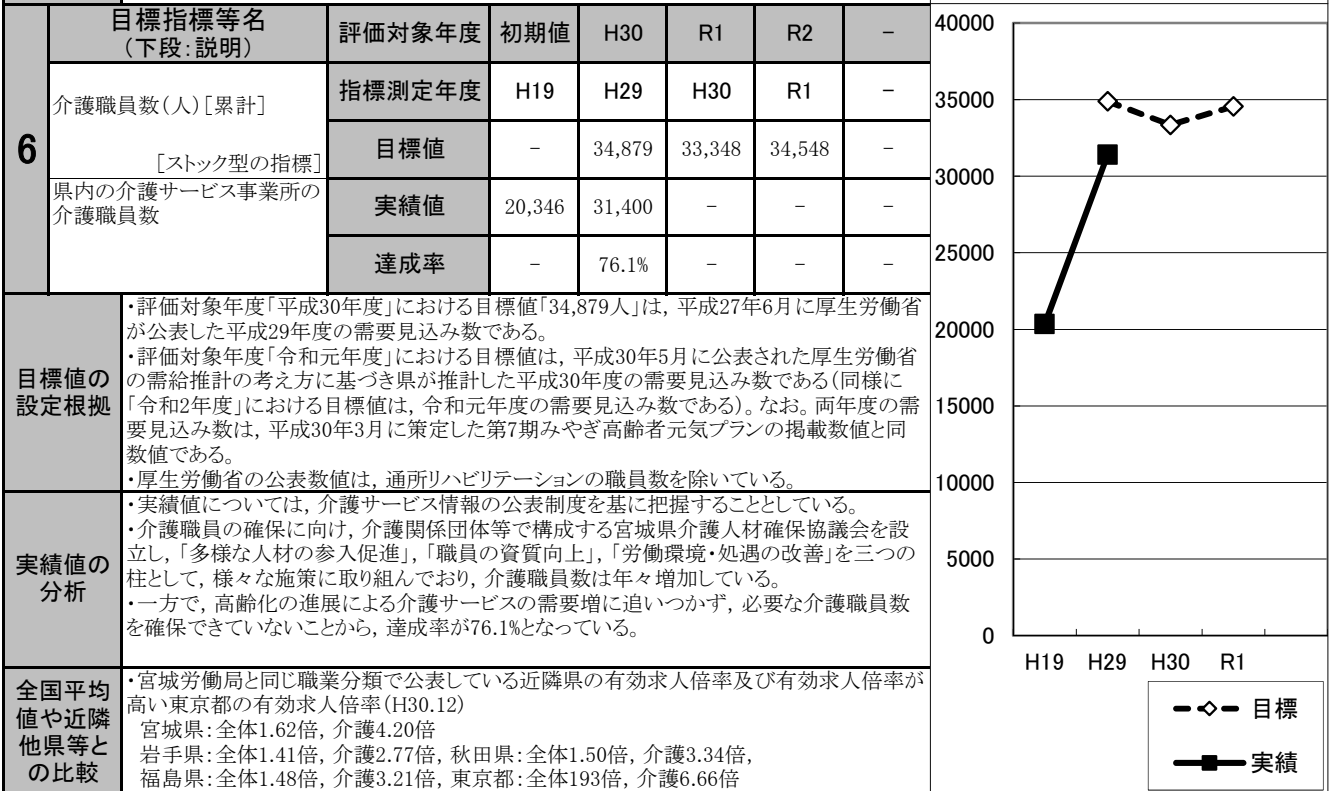 6
目標指標等名
（下段：説明）
評価対象年度 初期値 H30 R1 R2 －
介護職員数（人）［累計］
［ストック型の指標］
県内の介護サービス事業所の
介護職員数
指標測定年度 H19 H29 H30 R1 －
目標値 － 34,879 33,348 34,548 －
実績値 20,346 31,400 － － －
達成率 － 76.1% － － －
目標値の
設定根拠
・評価対象年度「平成30年度」における目標値「34,879人」は，平成27年6月に厚生労働省
が公表した平成29年度の需要見込み数である。
・評価対象年度「令和元年度」における目標値は，平成30年5月に公表された厚生労働省
の需給推計の考え方に基づき県が推計した平成30年度の需要見込み数である（同様に
「令和2年度」における目標値は，令和元年度の需要見込み数である）。なお。両年度の需
要見込み数は，平成30年3月に策定した第7期みやぎ高齢者元気プランの掲載数値と同
数値である。
・厚生労働省の公表数値は，通所リハビリテーションの職員数を除いている。
実績値の
分析
・実績値については，介護サービス情報の公表制度を基に把握することとしている。
・介護職員の確保に向け，介護関係団体等で構成する宮城県介護人材確保協議会を設
立し，「多様な人材の参入促進」，「職員の資質向上」，「労働環境・処遇の改善」を三つの
柱として，様々な施策に取り組んでおり，介護職員数は年々増加している。
・一方で，高齢化の進展による介護サービスの需要増に追いつかず，必要な介護職員数
を確保できていないことから，達成率が76.1%となっている。
全国平均
値や近隣
他県等と
の比較
・宮城労働局と同じ職業分類で公表している近隣県の有効求人倍率及び有効求人倍率が
高い東京都の有効求人倍率（H30.12）
宮城県：全体1.62倍，介護4.20倍
岩手県：全体1.41倍，介護2.77倍，秋田県：全体1.50倍，介護3.34倍，
福島県：全体1.48倍，介護3.21倍，東京都：全体193倍，介護6.66倍
40000
35000
30000
25000
20000
15000
10000
5000
0
H19 H29 H30 R1
目標
実績